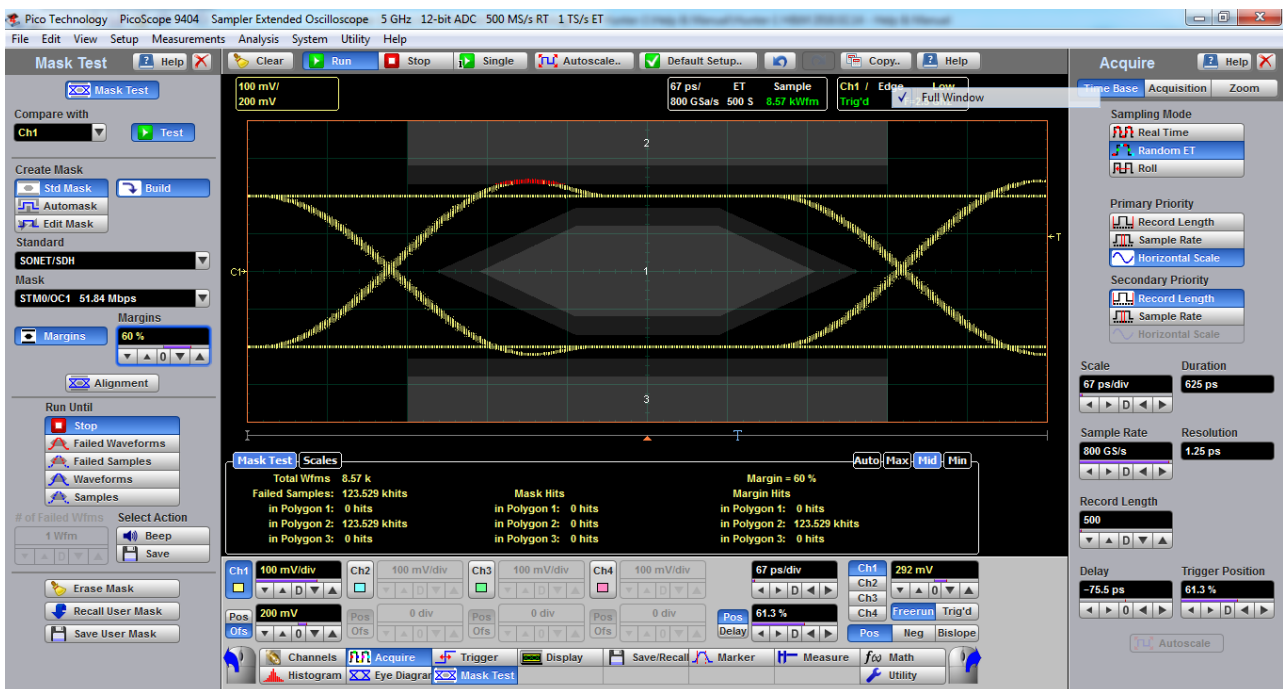 Pico Technology PicoScope 9404 Sampler Extended Oscilloscope 5 GHz 12-bit ADC 500 MS/s RT 1 TS/s ET
File Edit View Setup Measurements Analysis System Utility Help
Mask Test Help
Clear Run Stop Single Autoscale.. Default Setup.. Copy.. Help
Acquire Help
Mask Test
Compare with
Ch1 Test
Create Mask
Std Mask Build
Automask
Edit Mask
Standard
SONET/SDH
Mask
STM0/OC1 51.84 Mbps
Margins
Margins 60 %
0
Alignment
Run Until
Stop
Failed Waveforms
Failed Samples
Waveforms
Samples
# of Failed Wfms Select Action
1 Wfm Beep
D Save
Erase Mask
Recall User Mask
Save User Mask
100 mV/
200 mV
67 ps/ ET Sample
800 GSa/s 500 S 8.57 kWfm
Ch1 / Edge Low
Trig'd
Full Window
2
C1
1
T
3
T
Mask Test Scales Auto Max Mid Min
Total Wfms 8.57 k Margin = 60 %
Failed Samples: 123.529 khits Mask Hits Margin Hits
in Polygon 1: 0 hits in Polygon 1: 0 hits in Polygon 1: 0 hits
in Polygon 2: 123.529 khits in Polygon 2: 0 hits in Polygon 2: 123.529 khits
in Polygon 3: 0 hits in Polygon 3: 0 hits in Polygon 3: 0 hits
Ch1 100 mV/div Ch2 100 mV/div Ch3 100 mV/div Ch4 100 mV/div 67 ps/div Ch1 292 mV
D D D D D Ch2 0
Ch3
Pos 200 mV Pos 0 div Pos 0 div Pos 0 div Pos 61.3 % Ch4 Freerun Trig'd
Ofs 0 Ofs 0 Ofs 0 Ofs 0 Delay D Pos Neg Bislope
Channels Acquire Trigger Display Save/Recall Marker Measure f(x) Math
Histogram Eye Diagram Mask Test Utility
Time Base Acquisition Zoom
Sampling Mode
Real Time
Random ET
Roll
Primary Priority
Record Length
Sample Rate
Horizontal Scale
Secondary Priority
Record Length
Sample Rate
Horizontal Scale
Scale Duration
67 ps/div 625 ps
D
Sample Rate Resolution
800 GS/s 1.25 ps
D
Record Length
500
D
Delay Trigger Position
-75.5 ps 61.3 %
0 D
Autoscale